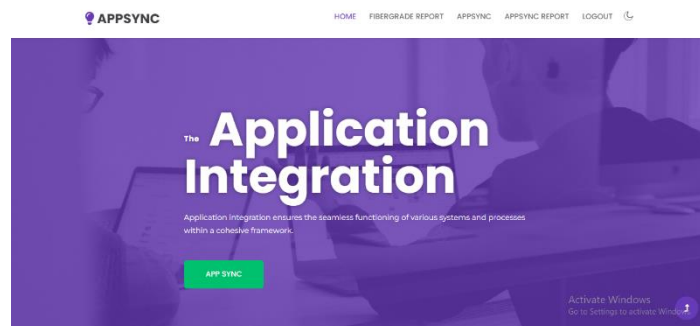 APPSYNC
HOME FIBERGRADE REPORT APPSYNC APPSYNC REPORT LOGOUT
The Application
Integration
Application Integration ensures the seamless functioning of various systems and processes
within a cohesive framework.
APP SYNC
Activate Windows
Go to Settings to activate Windows